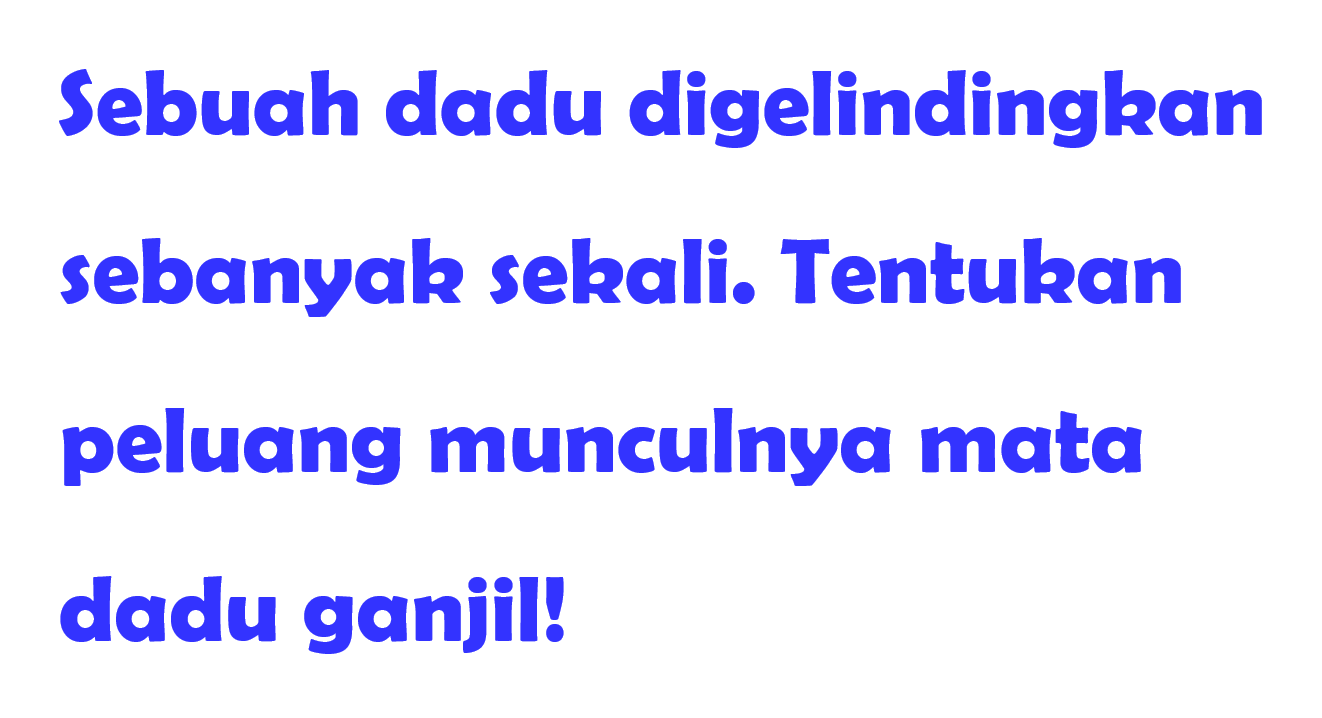 Sebuah dadu digelindingkan
sebanyak sekali. Tentukan
peluang munculnya mata
dadu ganjil!